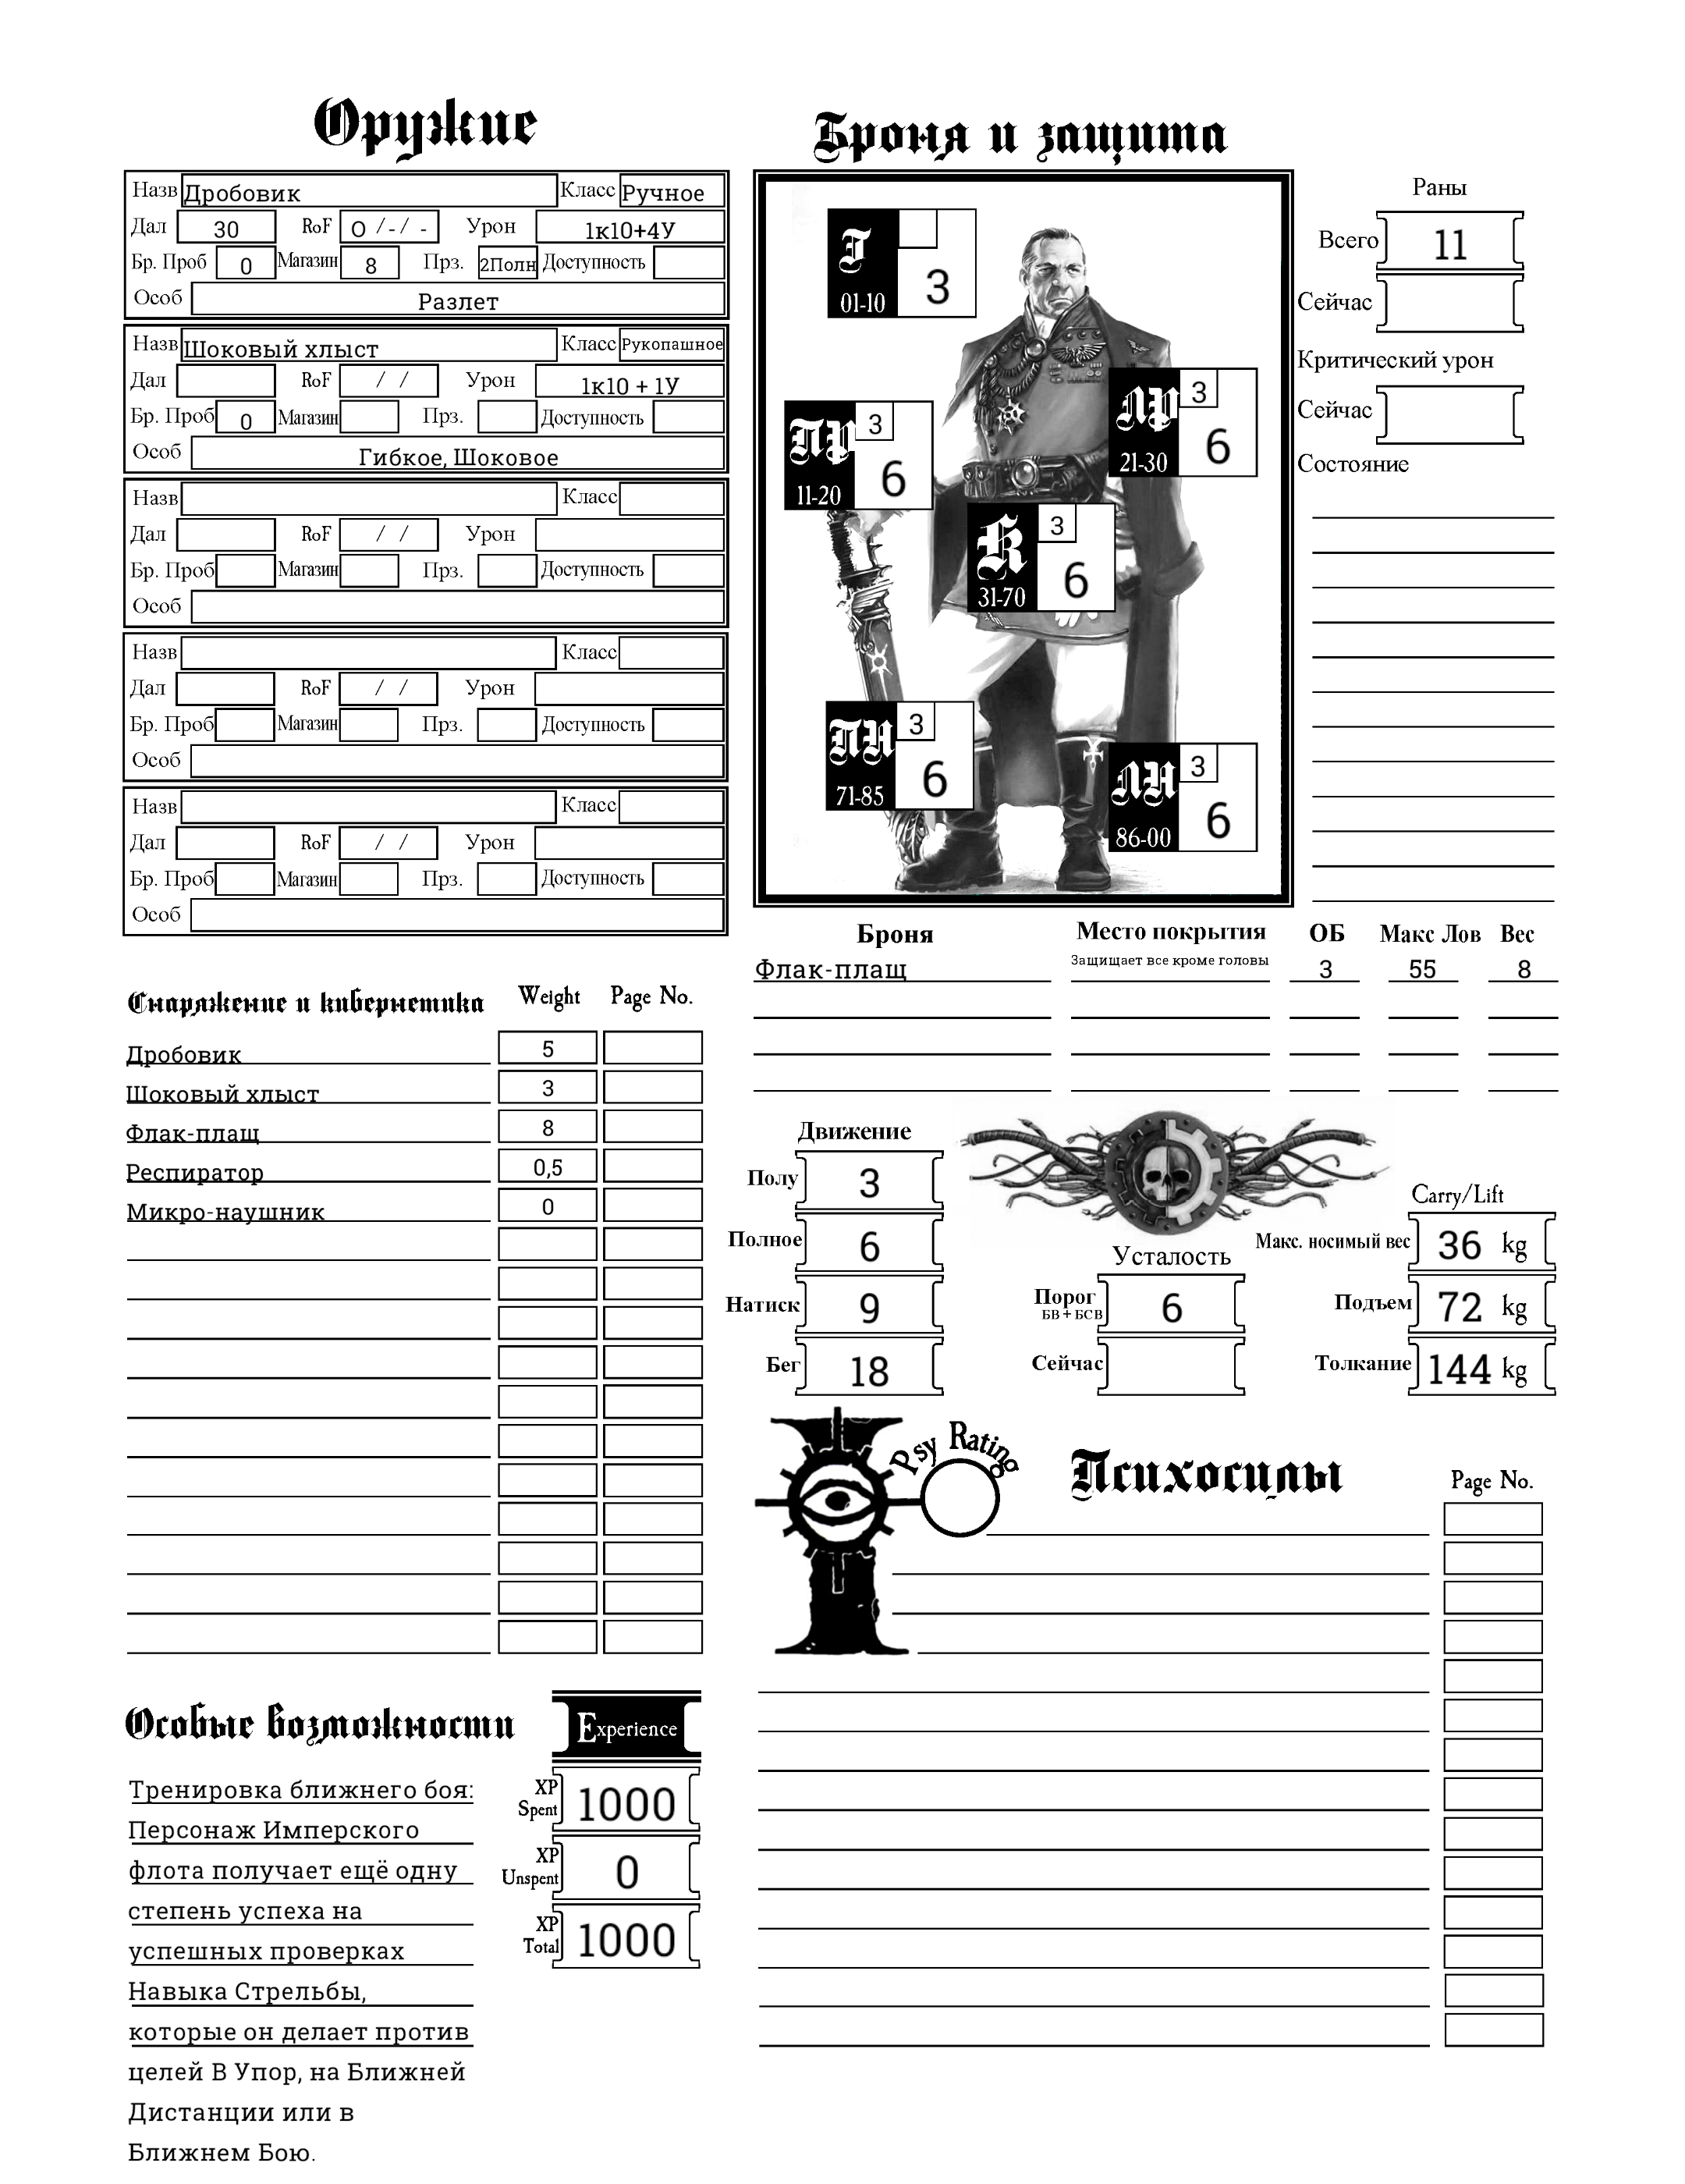 Оружие
Назв Дробовик Класс Ручное
Дал 30 RoF О /-/ - Урон 1к10+4У
Бр. Проб 0 Магазин 8 Прз. 2Полн Доступность
Особ Разлет
Назв Шоковый хлыст Класс Рукопашное
Дал RoF / / Урон 1к10 + 1У
Бр. Проб 0 Магазин Прз. Доступность
Особ Гибкое, Шоковое
Назв Класс
Дал RoF / / Урон
Бр. Проб Магазин Прз. Доступность
Особ
Назв Класс
Дал RoF / / Урон
Бр. Проб Магазин Прз. Доступность
Особ
Назв Класс
Дал RoF / / Урон
Бр. Проб Магазин Прз. Доступность
Особ
Броня и защита
Г
01-10
3
ПР
11-20
3
6
ЛР
21-30
3
6
К
31-70
3
6
ПН
71-85
3
6
ЛН
86-00
3
6
Раны
Всего 11
Сейчас
Критический урон
Сейчас
Состояние
Броня Место покрытия ОБ Макс Лов Вес
Флак-плащ Защищает все кроме головы 3 55 8
Снаряжение и кибернетика Weight Page No.
Дробовик 5
Шоковый хлыст 3
Флак-плащ 8
Респиратор 0,5
Микро-наушник 0
Движение
Полу 3
Полное 6
Натиск 9
Бег 18
Усталость
Порог 6
БВ + БСВ
Сейчас
Carry/Lift
Макс. носимый вес 36 kg
Подъем 72 kg
Толкание 144 kg
Psy Rating
Психосилы Page No.
Особые возможности
Тренировка ближнего боя:
Персонаж Имперского
флота получает ещё одну
степень успеха на
успешных проверках
Навыка Стрельбы,
которые он делает против
целей В Упор, на Ближней
Дистанции или в
Ближнем Бою.
Experience
XP Spent 1000
XP Unspent 0
XP Total 1000